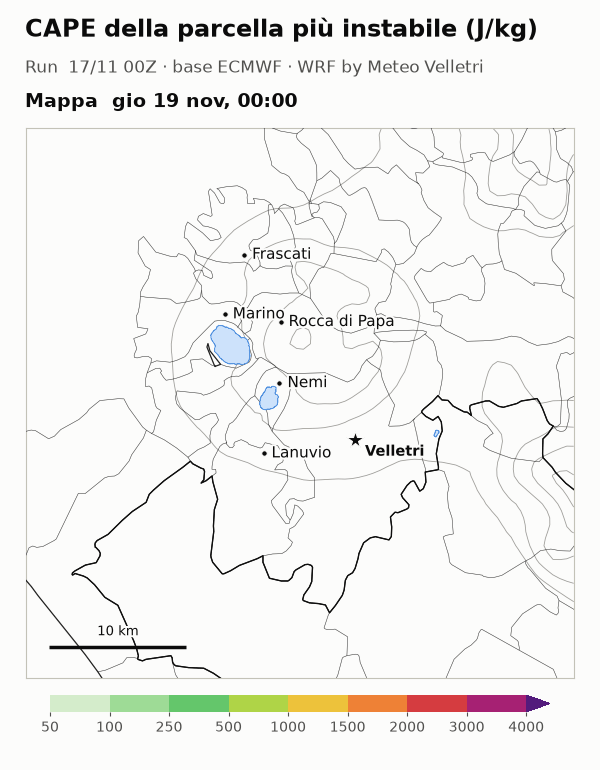 CAPE della parcella più instabile (J/kg)
Run  17/11 00Z · base ECMWF · WRF by Meteo Velletri
Mappa  gio 19 nov, 00:00
Frascati
Marino
Rocca di Papa
Nemi
Velletri
Lanuvio
10 km
50 100 250 500 1000 1500 2000 3000 4000